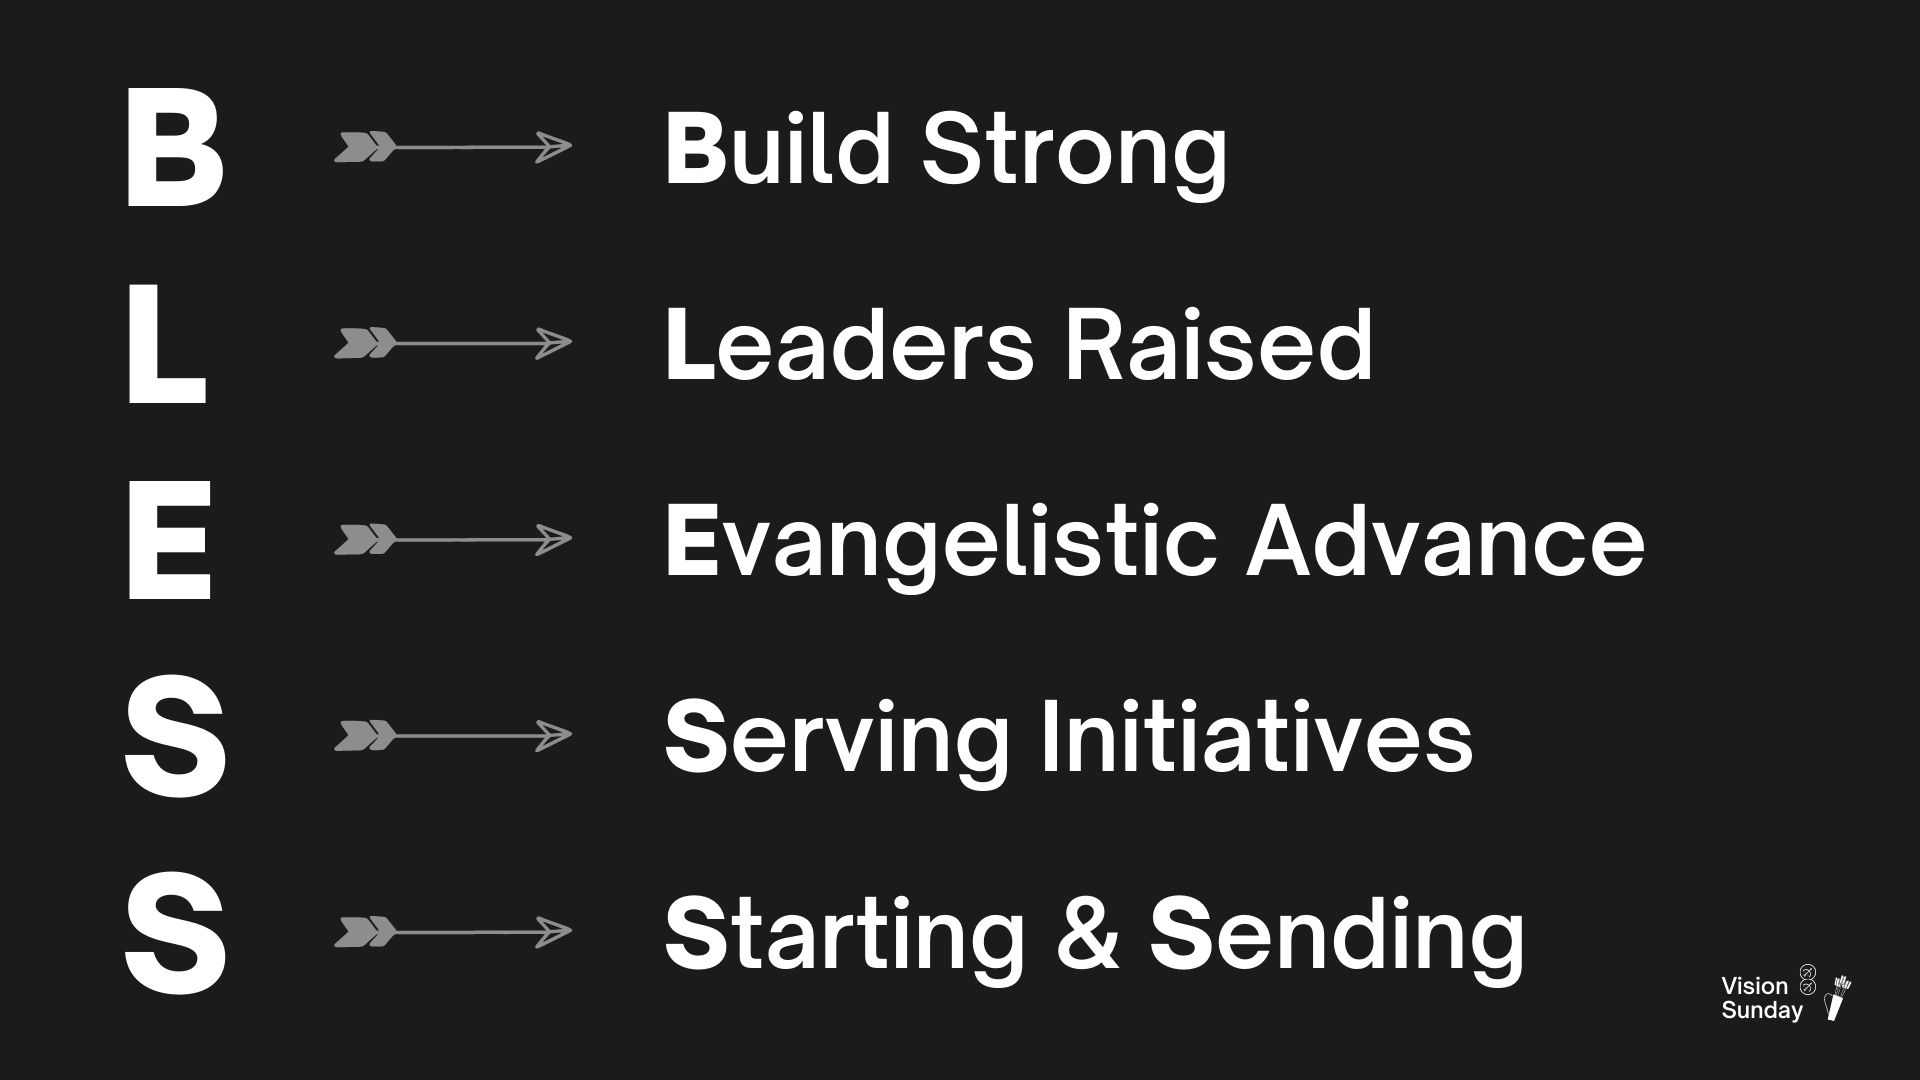 B Build Strong
L Leaders Raised
E Evangelistic Advance
S Serving Initiatives
S Starting & Sending
Vision
Sunday